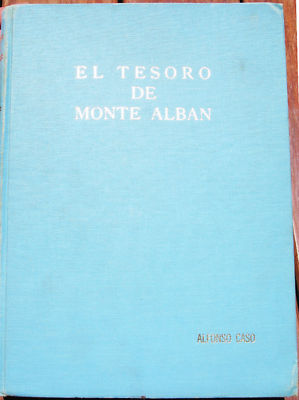 EL TESORO
DE
MONTE ALBAN
ALFONSO CASO